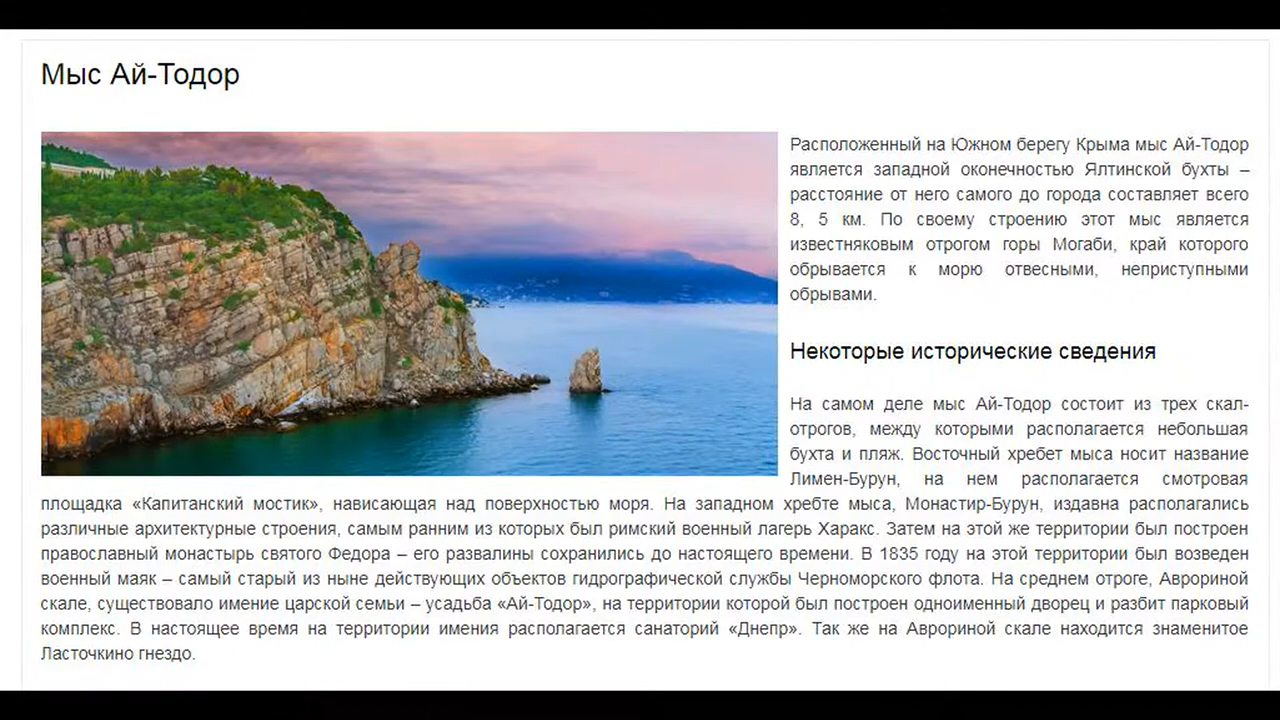 Мыс Ай-Тодор
Расположенный на Южном берегу Крыма мыс Ай-Тодор
является западной оконечностью Ялтинской бухты –
расстояние от него самого до города составляет всего
8, 5 км. По своему строению этот мыс является
известняковым отрогом горы Могаби, край которого
обрывается к морю отвесными, неприступными
обрывами.
Некоторые исторические сведения
На самом деле мыс Ай-Тодор состоит из трех скал-
отрогов, между которыми располагается небольшая
бухта и пляж. Восточный хребет мыса носит название
Лимен-Бурун, на нем располагается смотровая
площадка «Капитанский мостик», нависающая над поверхностью моря. На западном хребте мыса, Монастир-Бурун, издавна располагались
различные архитектурные строения, самым ранним из которых был римский военный лагерь Харакс. Затем на этой же территории был построен
православный монастырь святого Федора – его развалины сохранились до настоящего времени. В 1835 году на этой территории был возведен
военный маяк – самый старый из ныне действующих объектов гидрографической службы Черноморского флота. На среднем отроге, Аврориной
скале, существовало имение царской семьи – усадьба «Ай-Тодор», на территории которой был построен одноименный дворец и разбит парковый
комплекс. В настоящее время на территории имения располагается санаторий «Днепр». Так же на Аврориной скале находится знаменитое
Ласточкино гнездо.